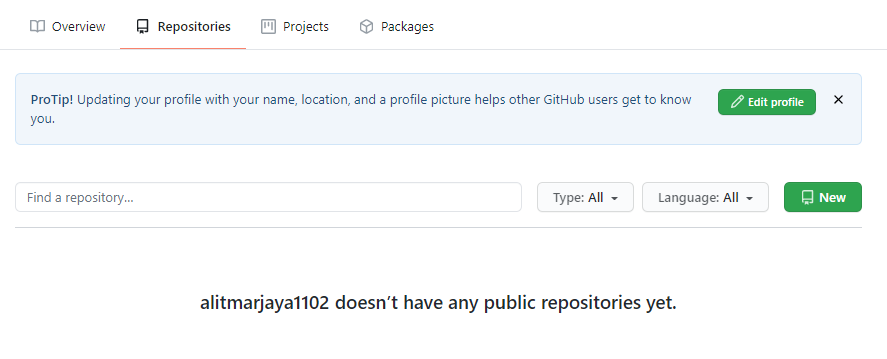 Overview Repositories Projects Packages
ProTip! Updating your profile with your name, location, and a profile picture helps other GitHub users get to know
you.
Edit profile
Find a repository...
Type: All
Language: All
New
alitmarjaya1102 doesn’t have any public repositories yet.